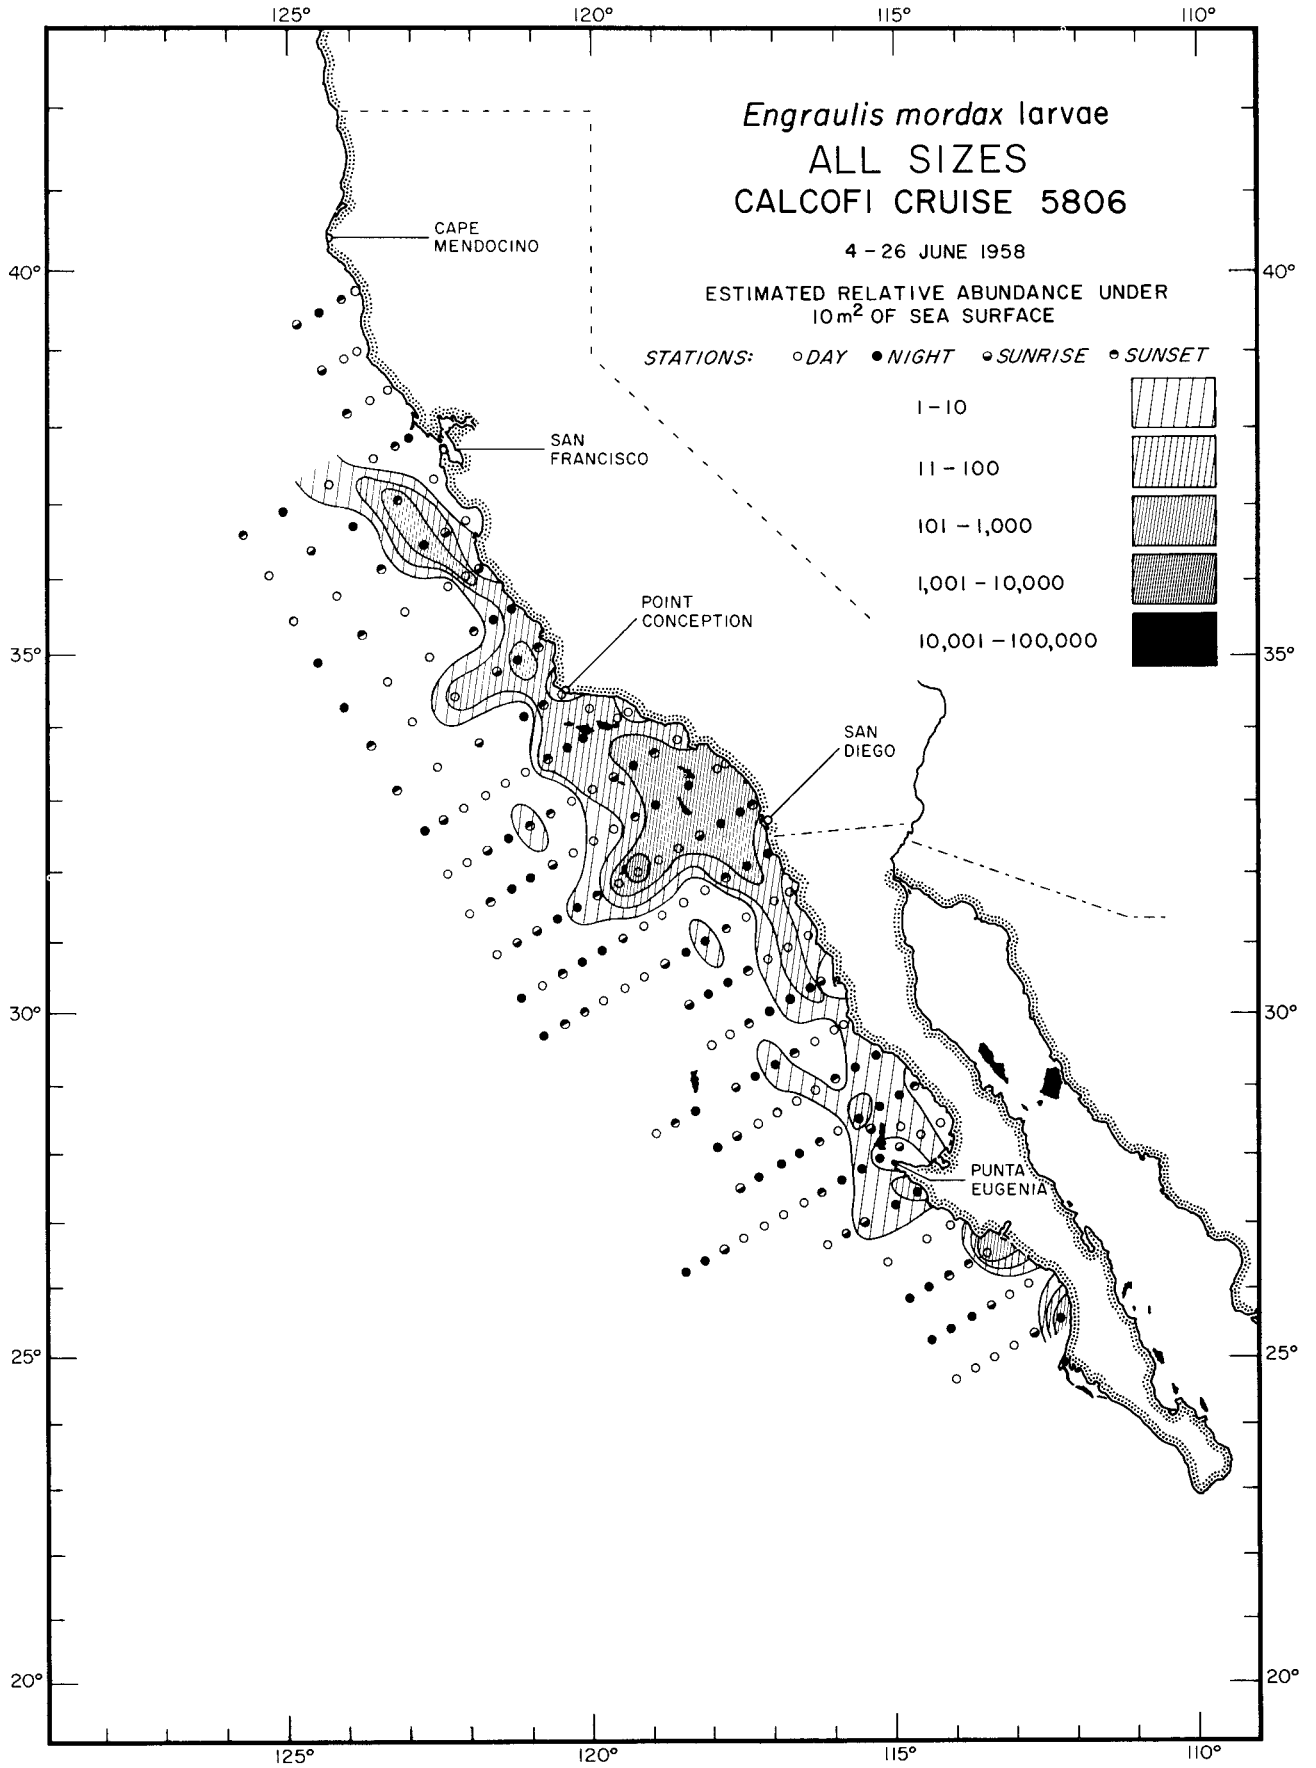 125° 120° 115° 110°
Engraulis mordax larvae
ALL SIZES
CALCOFI CRUISE 5806
4 – 26 JUNE 1958
ESTIMATED RELATIVE ABUNDANCE UNDER
10 m² OF SEA SURFACE
STATIONS: DAY NIGHT SUNRISE SUNSET
1 – 10
11 – 100
101 – 1,000
1,001 – 10,000
10,001 – 100,000
CAPE
MENDOCINO
40° 40°
SAN
FRANCISCO
POINT
CONCEPTION
35° 35°
SAN
DIEGO
30° 30°
PUNTA
EUGENIA
25° 25°
20° 20°
125° 120° 115° 110°